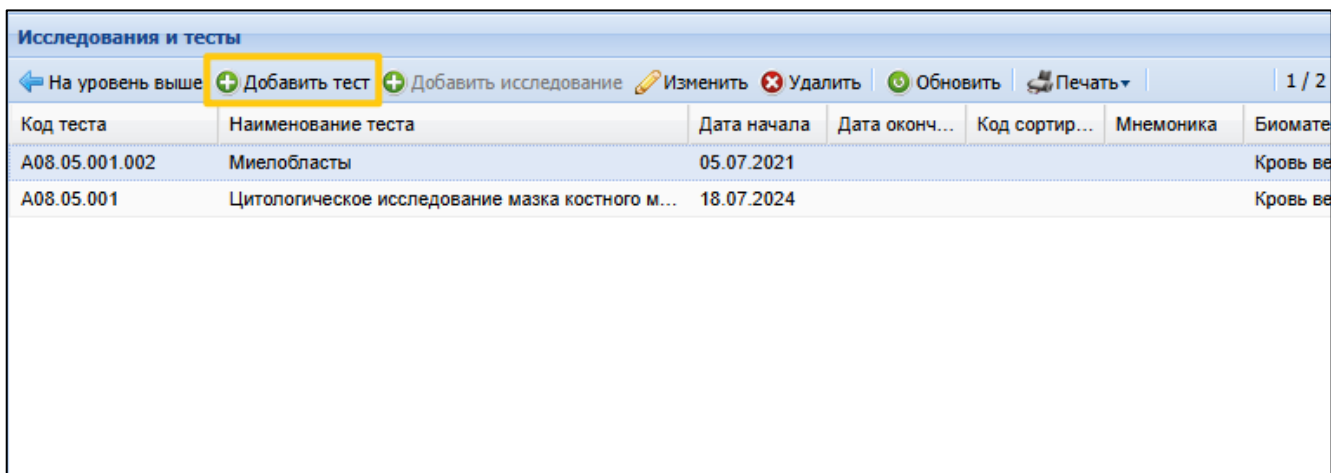 Исследования и тесты
На уровень выше Добавить тест Добавить исследование Изменить Удалить Обновить Печать 1 / 2
Код теста Наименование теста Дата начала Дата оконч... Код сортир... Мнемоника Биомате
A08.05.001.002 Миелобласты 05.07.2021 Кровь ве
A08.05.001 Цитологическое исследование мазка костного м... 18.07.2024 Кровь ве